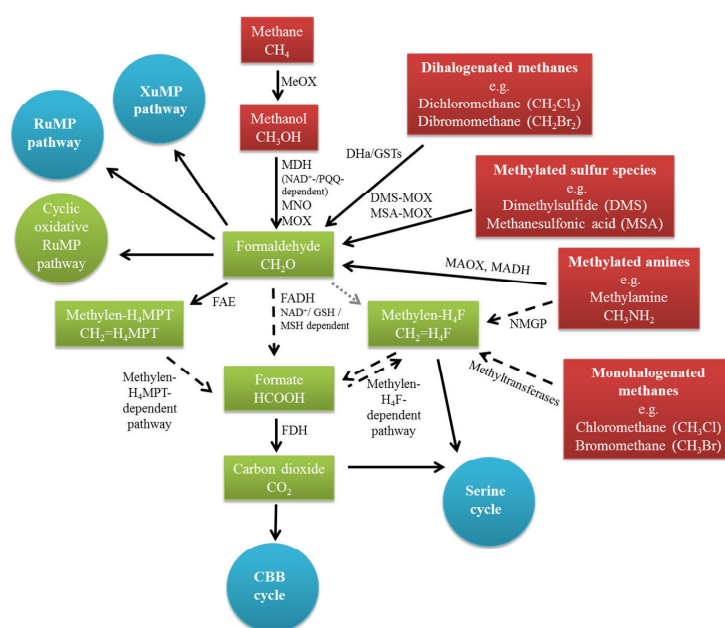 Methane
CH₄
MeOX
Methanol
CH₃OH
MDH
(NAD⁺-/PQQ-
dependent)
MNO
MOX
XuMP
pathway
RuMP
pathway
Cyclic
oxidative
RuMP
pathway
Dihalogenated methanes
e.g.
Dichloromethane (CH₂Cl₂)
Dibromomethane (CH₂Br₂)
DHa/GSTs
Methylated sulfur species
e.g.
Dimethylsulfide (DMS)
Methanesulfonic acid (MSA)
DMS-MOX
MSA-MOX
Formaldehyde
CH₂O
MAOX, MADH
Methylated amines
e.g.
Methylamine
CH₃NH₂
NMGP
FAE
FADH
NAD⁺/ GSH /
MSH dependent
Methylen-H₄MPT
CH₂=H₄MPT
Methylen-H₄F
CH₂=H₄F
Methyltransferases
Monohalogenated
methanes
e.g.
Chloromethane (CH₃Cl)
Bromomethane (CH₃Br)
Methylen-
H₄MPT-
dependent
pathway
Formate
HCOOH
Methylen-
H₄F-
dependent
pathway
FDH
Carbon dioxide
CO₂
Serine
cycle
CBB
cycle